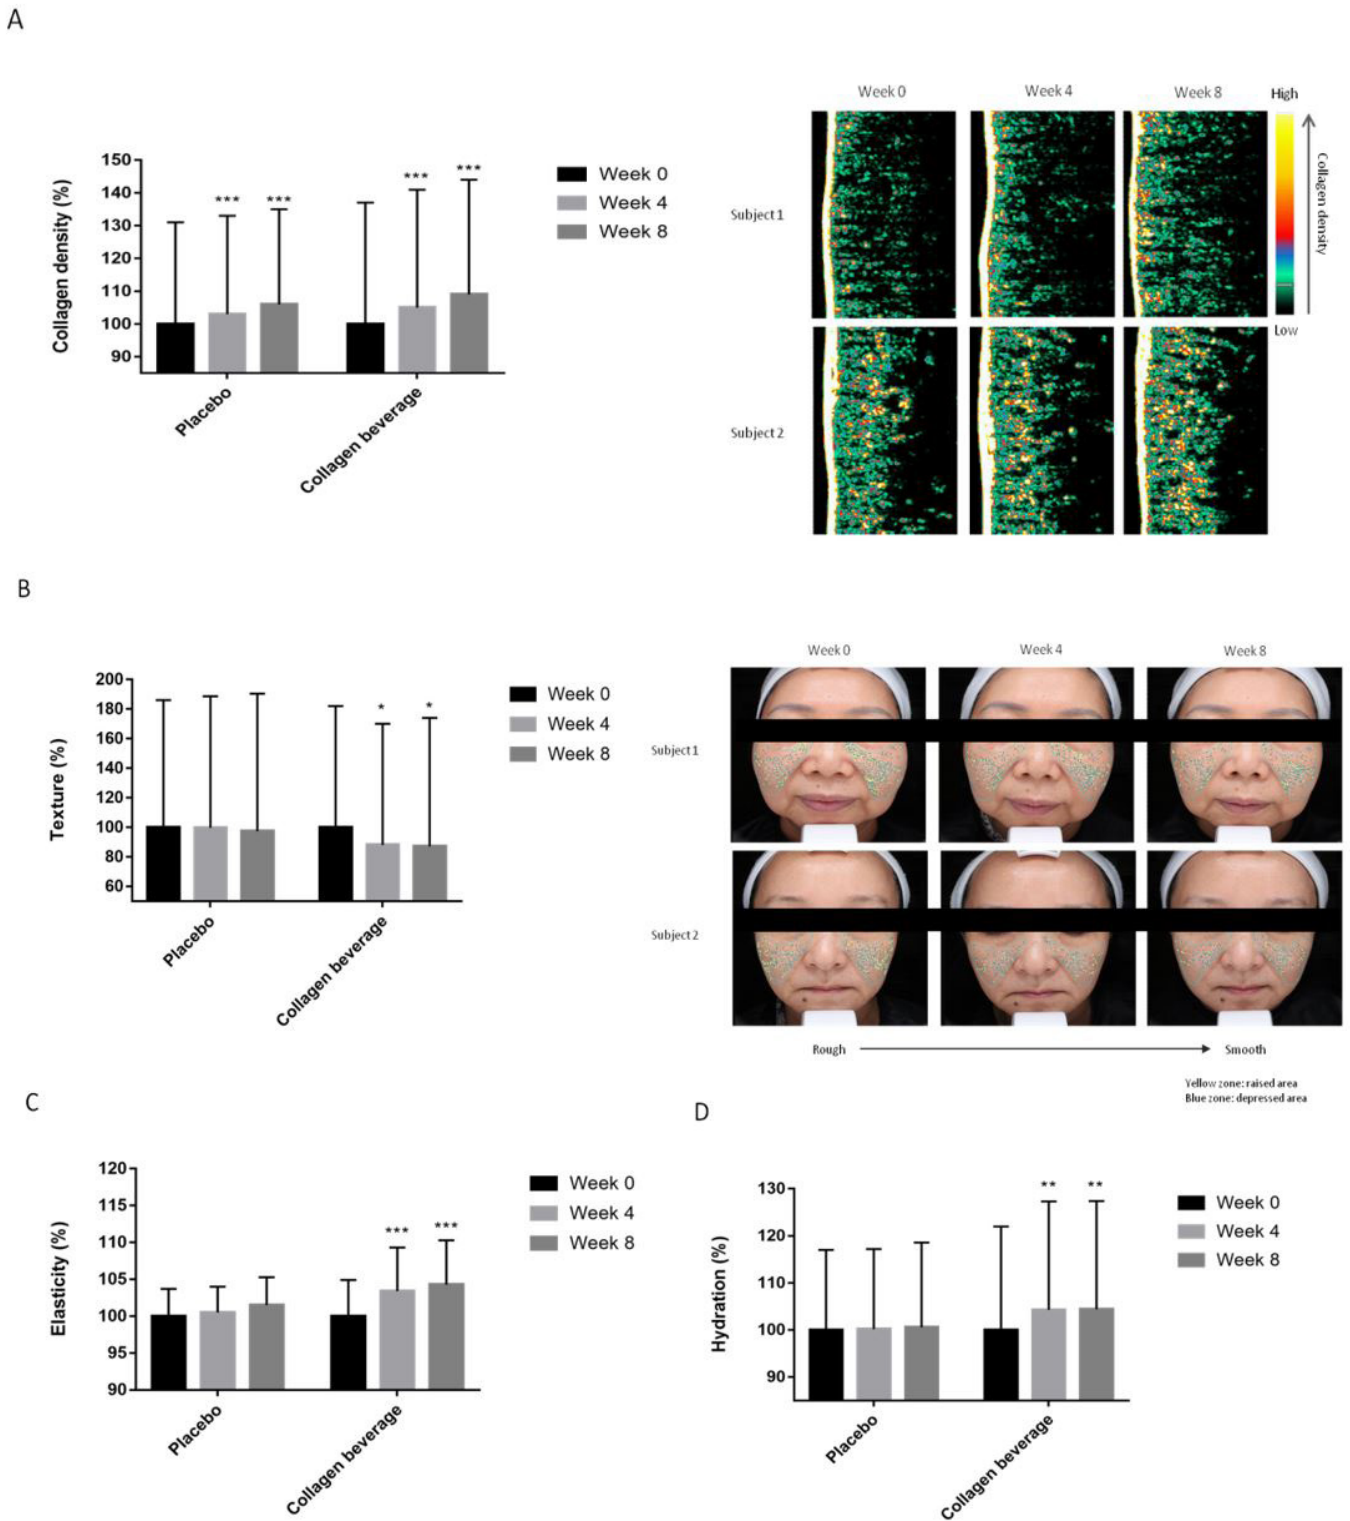 A
Week 0
Week 4
Week 8
High
150
140
130
120
110
100
90
Collagen density (%)
***
***
***
***
Week 0
Week 4
Week 8
Placebo
Collagen beverage
Subject 1
Subject 2
Collagen density
Low
B
Week 0
Week 4
Week 8
200
180
160
140
120
100
80
60
Texture (%)
*
*
Week 0
Week 4
Week 8
Placebo
Collagen beverage
Subject 1
Subject 2
Rough
Smooth
Yellow zone: raised area
Blue zone: depressed area
C
120
115
110
105
100
95
90
Elasticity (%)
***
***
Week 0
Week 4
Week 8
Placebo
Collagen beverage
D
130
120
110
100
90
Hydration (%)
**
**
Week 0
Week 4
Week 8
Placebo
Collagen beverage